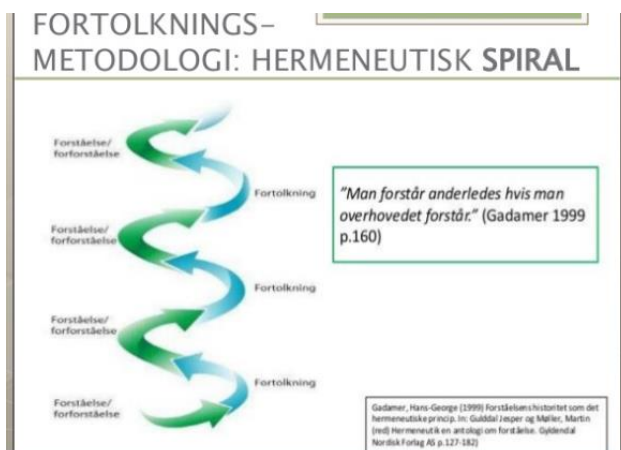 FORTOLKNINGS-
METODOLOGI: HERMENEUTISK SPIRAL
Forståelse/
forforståelse
Fortolkning
Forståelse/
forforståelse
Fortolkning
Forståelse/
forforståelse
Fortolkning
Forståelse/
forforståelse
"Man forstår anderledes hvis man
overhovedet forstår." (Gadamer 1999
p.160)
Gadamer, Hans-George (1999) Forståelsens historitet som det
hermeneutiske princip. In: Gulddal Jesper og Møller, Martin
(red) Hermeneutik en antologi om forståelse. Gyldendal
Nordisk Forlag AS p.127-182)